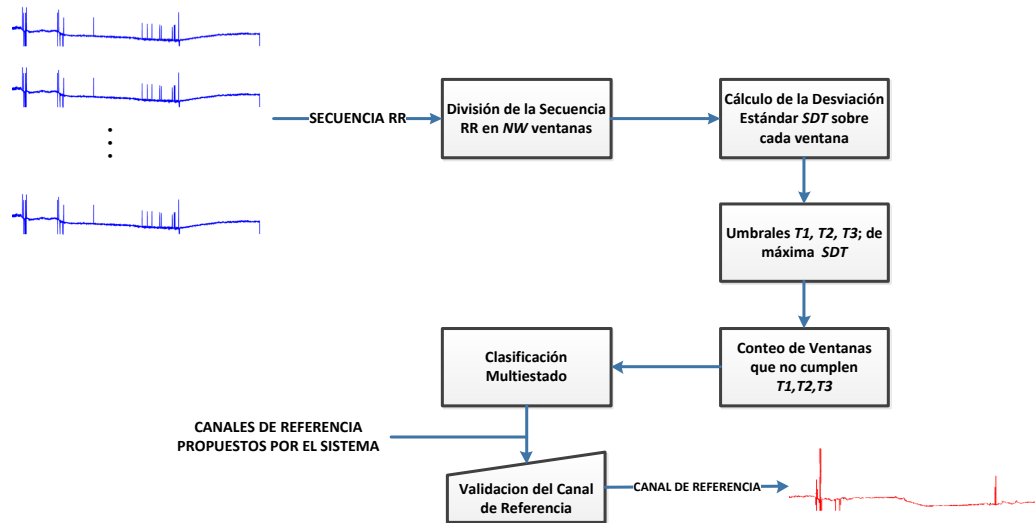 SECUENCIA RR
División de la Secuencia
RR en NW ventanas
Cálculo de la Desviación
Estándar SDT sobre
cada ventana
Umbrales T1, T2, T3; de
máxima SDT
Conteo de Ventanas
que no cumplen
T1,T2,T3
Clasificación
Multiestado
CANALES DE REFERENCIA
PROPUESTOS POR EL SISTEMA
Validacion del Canal
de Referencia
CANAL DE REFERENCIA